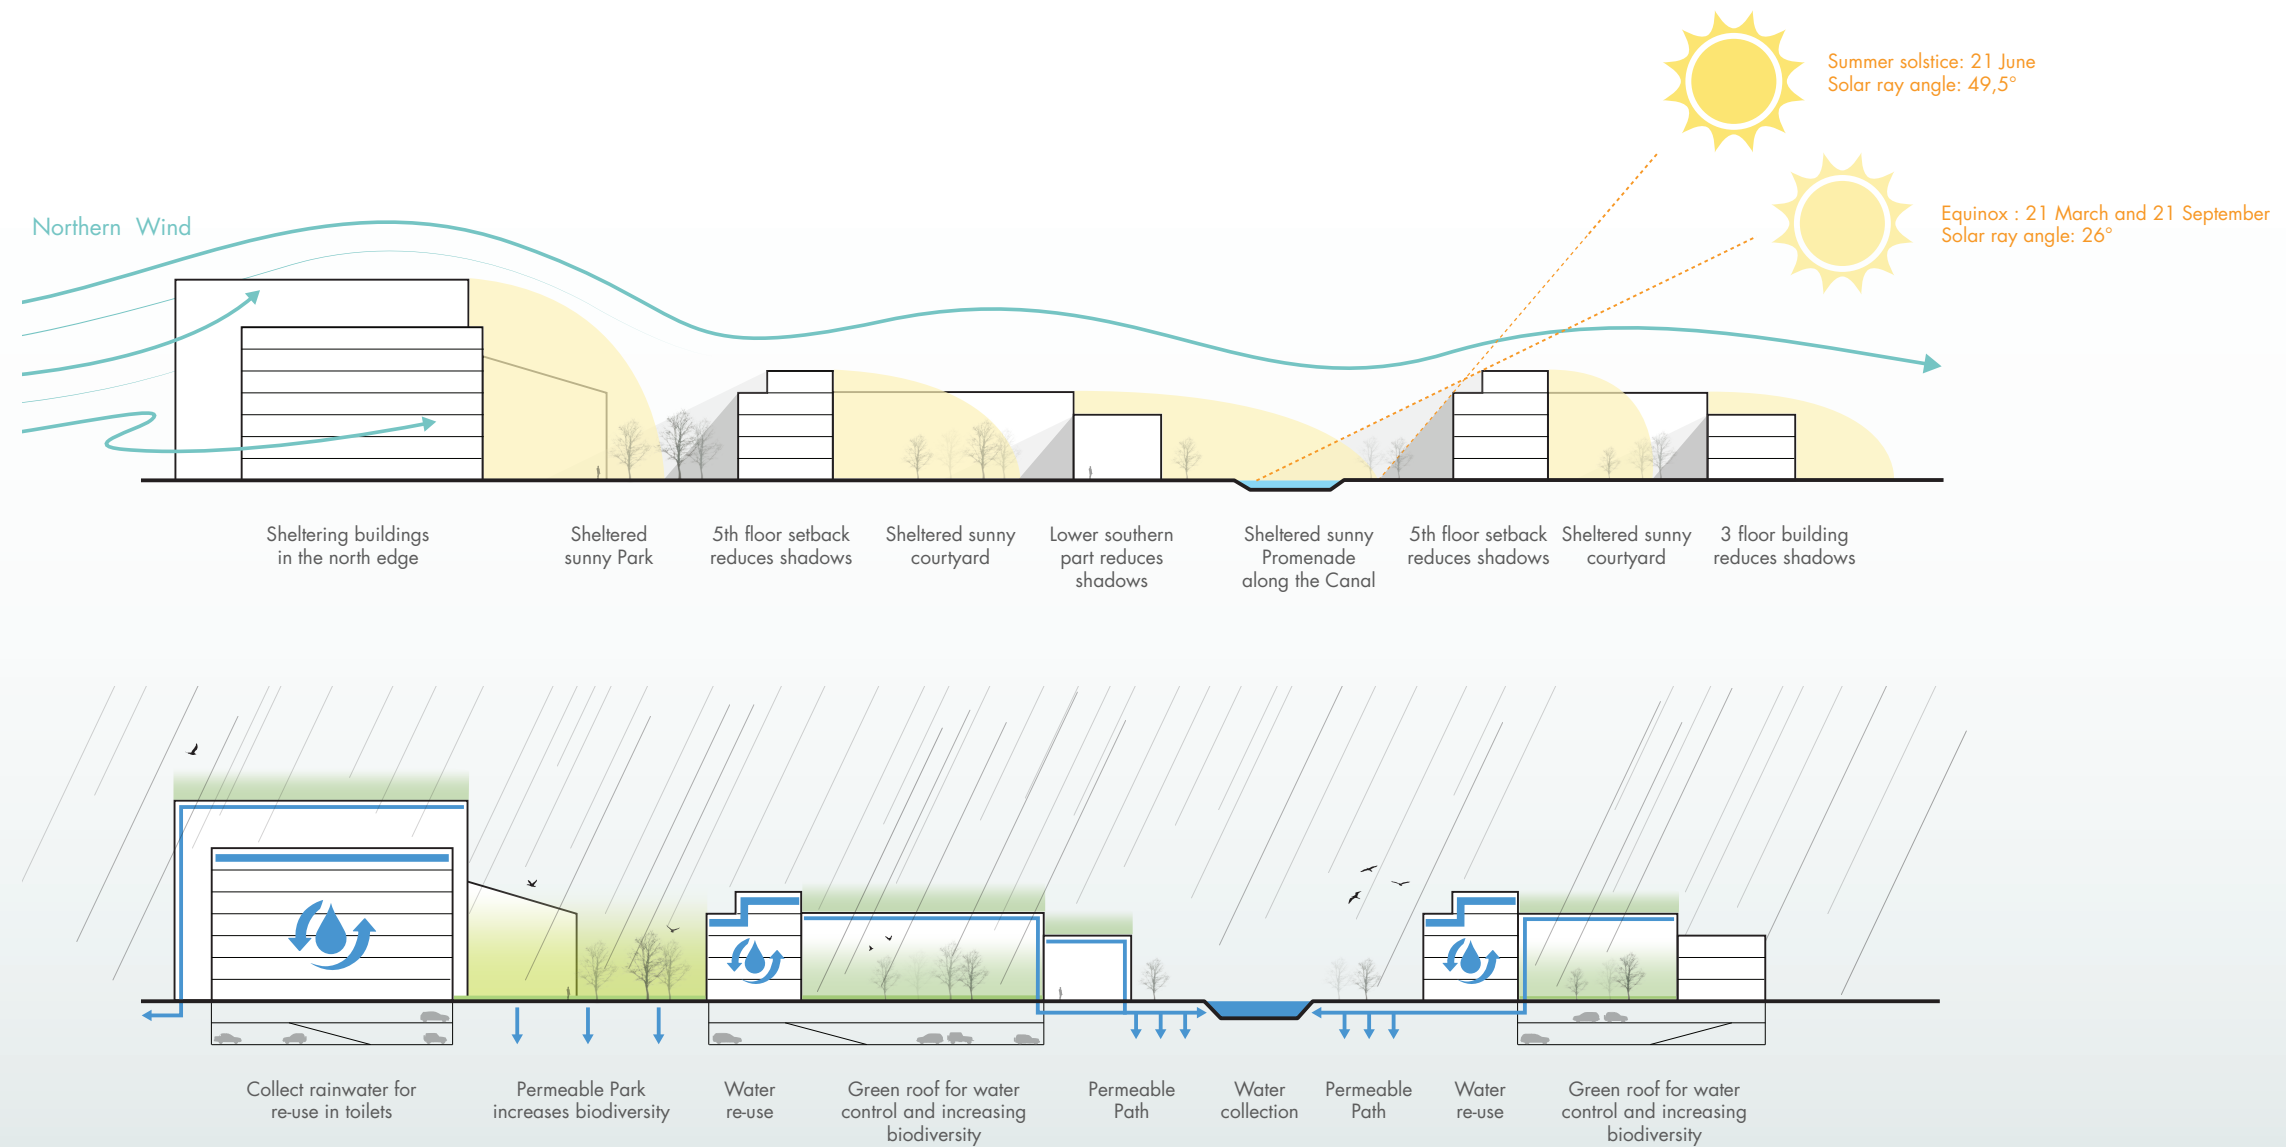 Summer solstice: 21 June
Solar ray angle: 49,5°
Northern Wind
Equinox : 21 March and 21 September
Solar ray angle: 26°
Sheltering buildings
in the north edge
Sheltered
sunny Park
5th floor setback
reduces shadows
Sheltered sunny
courtyard
Lower southern
part reduces
shadows
Sheltered sunny
Promenade
along the Canal
5th floor setback
reduces shadows
Sheltered sunny
courtyard
3 floor building
reduces shadows
Collect rainwater for
re-use in toilets
Permeable Park
increases biodiversity
Water
re-use
Green roof for water
control and increasing
biodiversity
Permeable
Path
Water
collection
Permeable
Path
Water
re-use
Green roof for water
control and increasing
biodiversity